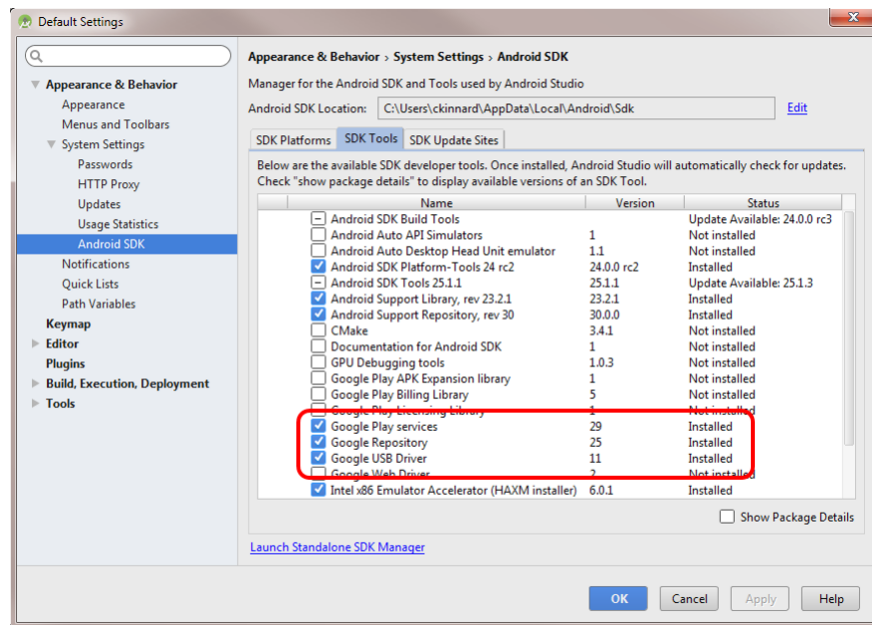 Default Settings
Appearance & Behavior
Appearance
Menus and Toolbars
System Settings
Passwords
HTTP Proxy
Updates
Usage Statistics
Android SDK
Notifications
Quick Lists
Path Variables
Keymap
Editor
Plugins
Build, Execution, Deployment
Tools
Appearance & Behavior › System Settings › Android SDK
Manager for the Android SDK and Tools used by Android Studio
Android SDK Location: C:\Users\ckinnard\AppData\Local\Android\Sdk Edit
SDK Platforms SDK Tools SDK Update Sites
Below are the available SDK developer tools. Once installed, Android Studio will automatically check for updates.
Check "show package details" to display available versions of an SDK Tool.
Name Version Status
Android SDK Build Tools Update Available: 24.0.0 rc3
Android Auto API Simulators 1 Not installed
Android Auto Desktop Head Unit emulator 1.1 Not installed
Android SDK Platform-Tools 24 rc2 24.0.0 rc2 Installed
Android SDK Tools 25.1.1 25.1.1 Update Available: 25.1.3
Android Support Library, rev 23.2.1 23.2.1 Installed
Android Support Repository, rev 30 30.0.0 Installed
CMake 3.4.1 Not installed
Documentation for Android SDK 1 Not installed
GPU Debugging tools 1.0.3 Not installed
Google Play APK Expansion library 1 Not installed
Google Play Billing Library 5 Not installed
Google Play Licensing Library 1 Not installed
Google Play services 29 Installed
Google Repository 25 Installed
Google USB Driver 11 Installed
Google Web Driver 2 Not installed
Intel x86 Emulator Accelerator (HAXM installer) 6.0.1 Installed
Show Package Details
Launch Standalone SDK Manager
OK Cancel Apply Help